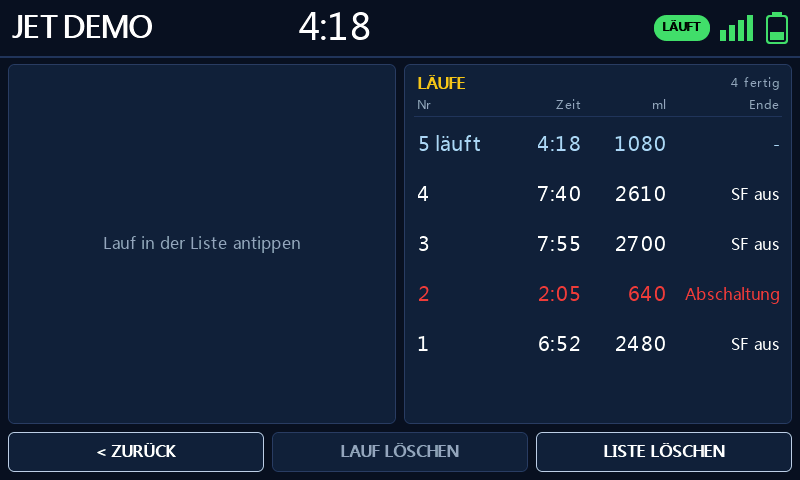 JET DEMO 4:18 LÄUFT
Lauf in der Liste antippen
LÄUFE 4 fertig
Nr Zeit ml Ende
5 läuft 4:18 1080 -
4 7:40 2610 SF aus
3 7:55 2700 SF aus
2 2:05 640 Abschaltung
1 6:52 2480 SF aus
< ZURÜCK LAUF LÖSCHEN LISTE LÖSCHEN